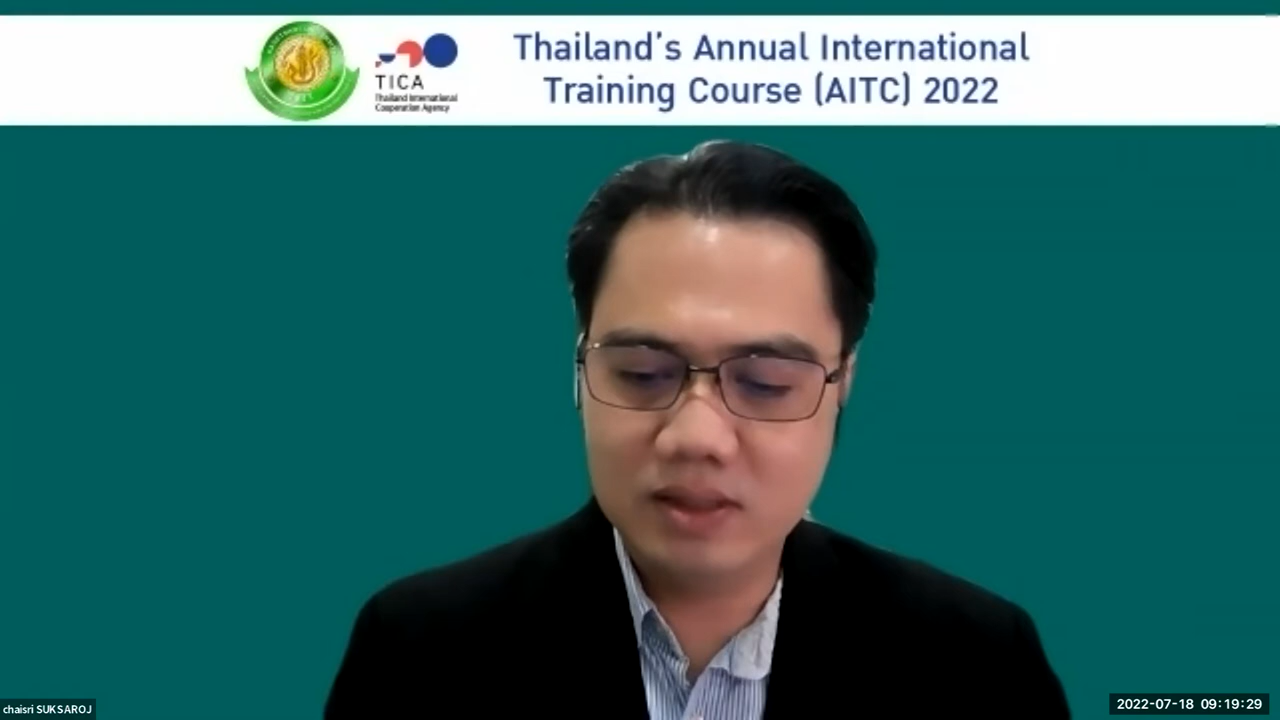 Thailand's Annual International
Training Course (AITC) 2022
TICA
Thailand International
Cooperation Agency
chaisri SUKSAROJ
2022-07-18 09:19:29